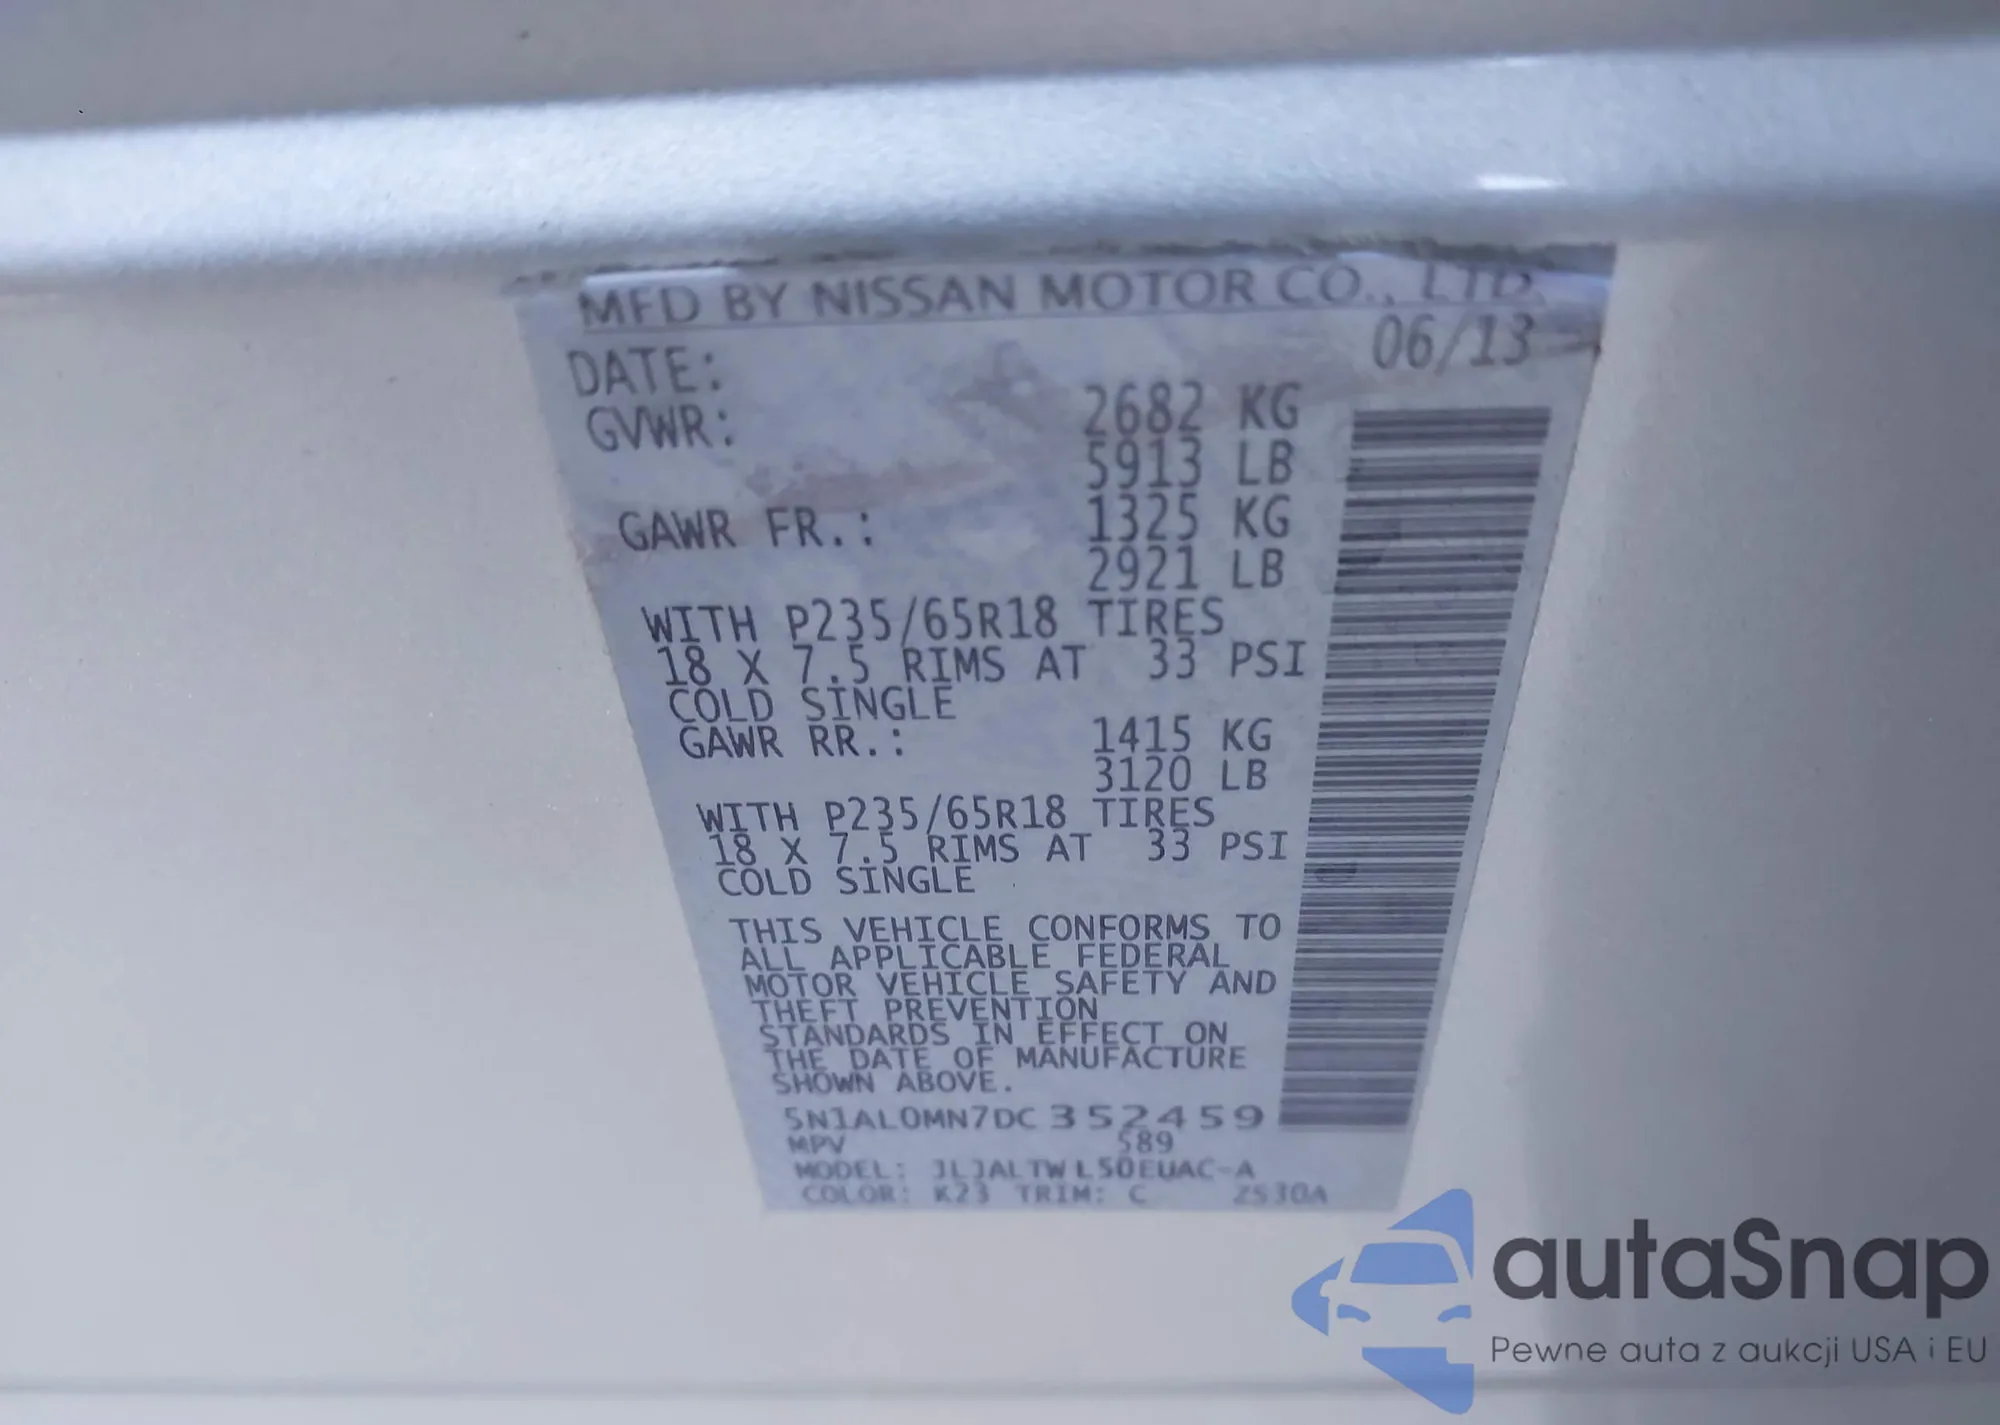 MFD BY NISSAN MOTOR CO., LTD.
DATE: 06/13
GVWR: 2682 KG
5913 LB
GAWR FR.: 1325 KG
2921 LB
WITH P235/65R18 TIRES
18 X 7.5 RIMS AT 33 PSI
COLD SINGLE
GAWR RR.: 1415 KG
3120 LB
WITH P235/65R18 TIRES
18 X 7.5 RIMS AT 33 PSI
COLD SINGLE
THIS VEHICLE CONFORMS TO
ALL APPLICABLE FEDERAL
MOTOR VEHICLE SAFETY AND
THEFT PREVENTION
STANDARDS IN EFFECT ON
THE DATE OF MANUFACTURE
SHOWN ABOVE.
5N1AL0MN7DC352459
MPV 589
MODEL: JLJALTWL50EUAC-A
COLOR: K23 TRIM: C 2530A
autaSnap
Pewne auta z aukcji USA i EU